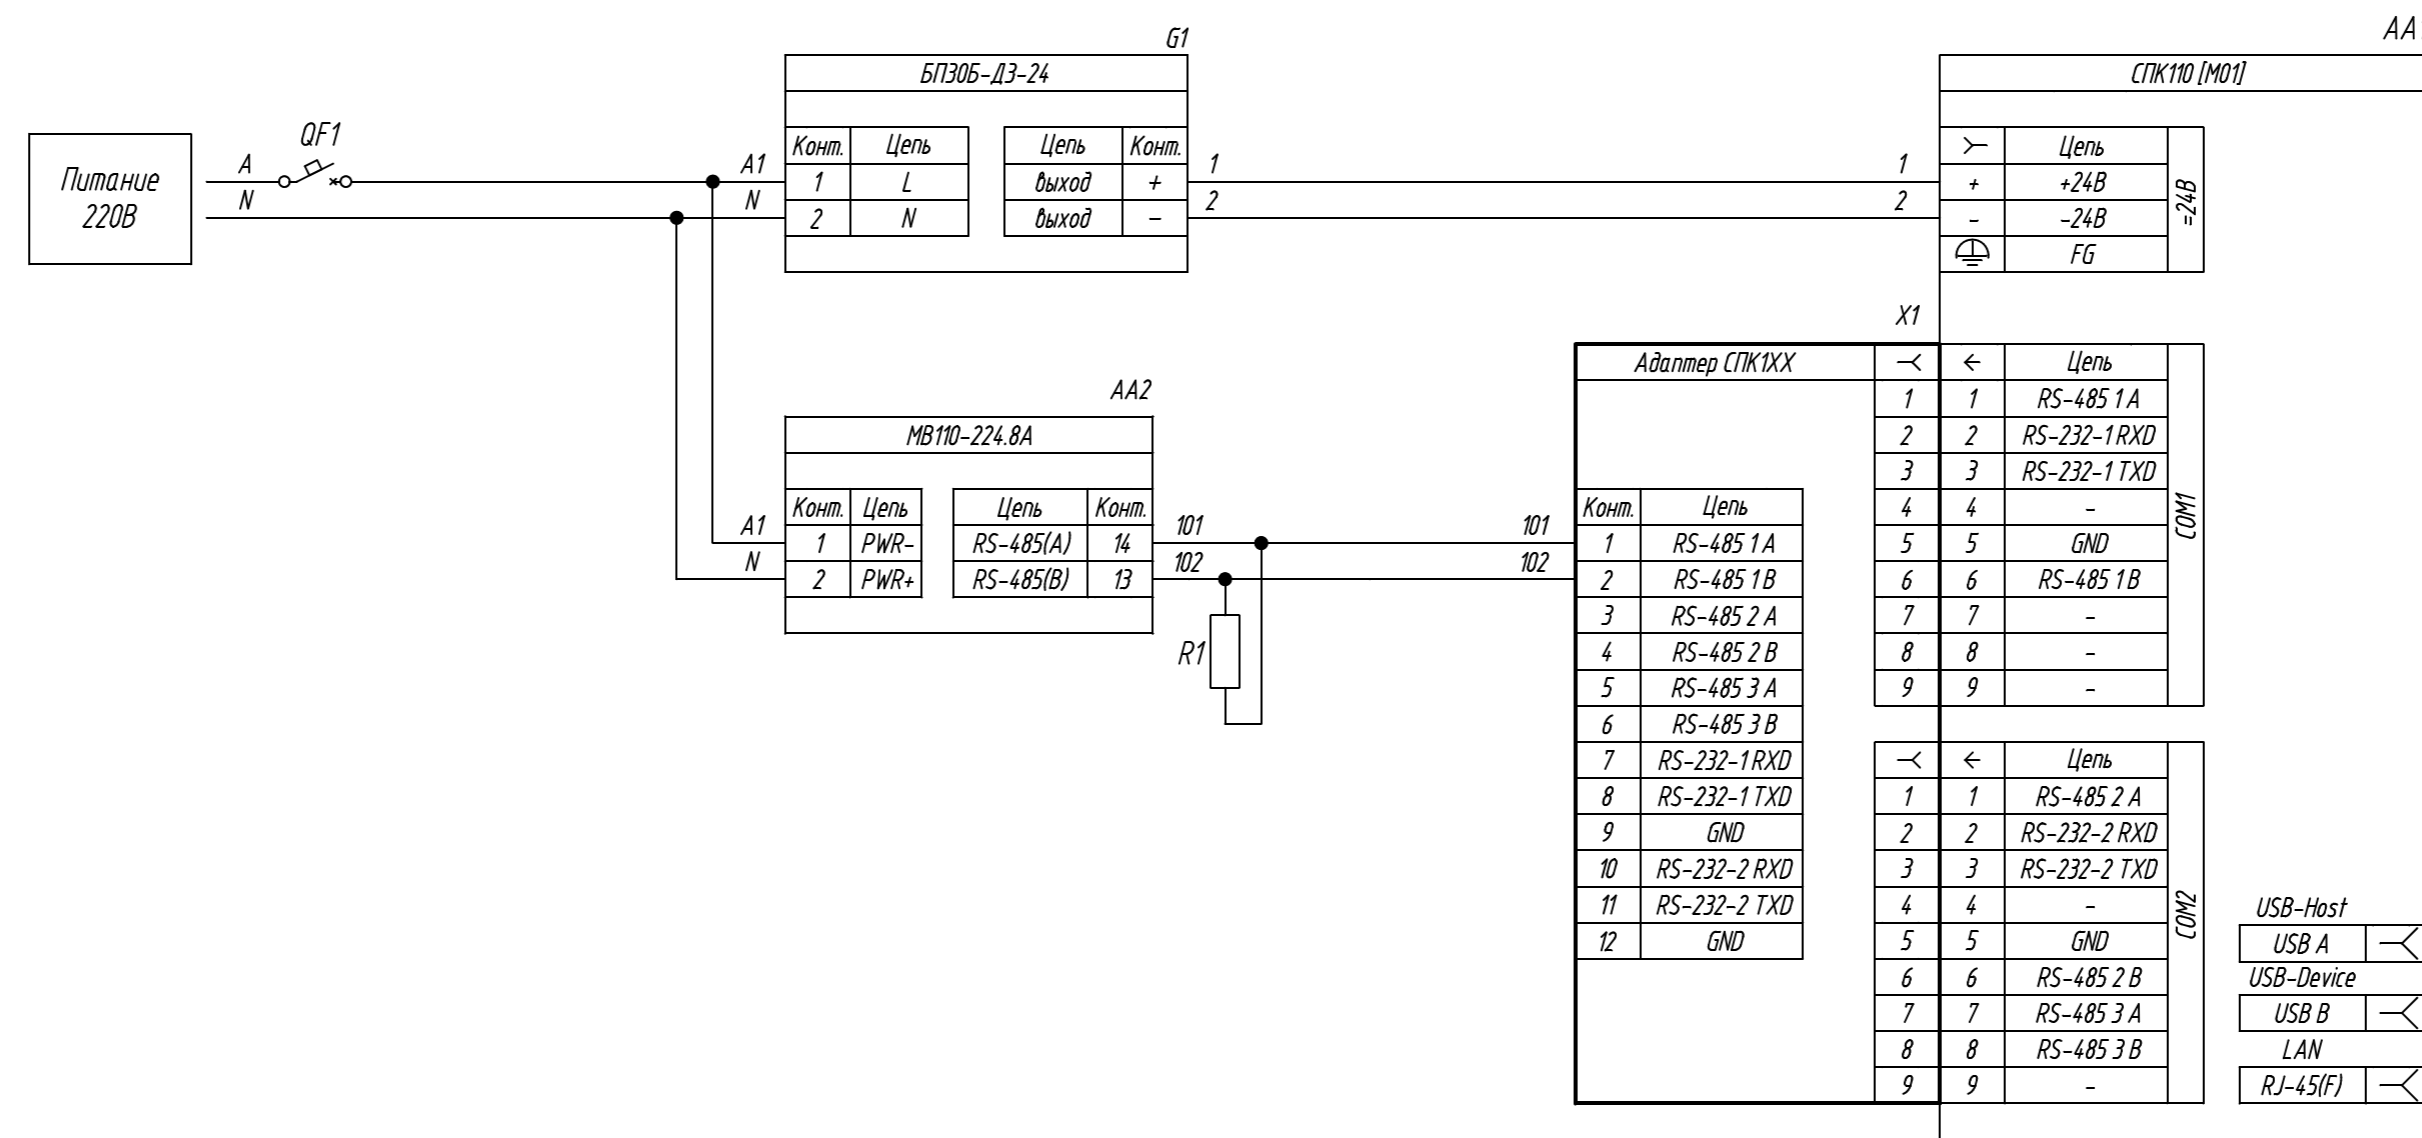 G1
БП30Б-Д3-24
Конт. Цепь Цепь Конт.
1 L выход +
2 N выход -
Питание
220В
QF1
A
N
A1
N
1
2
AA
СПК110 [М01]
1
2
Цепь
+ +24В
- -24В
FG
=24В
AA2
МВ110-224.8А
Конт. Цепь Цепь Конт.
1 PWR- RS-485(A) 14
2 PWR+ RS-485(B) 13
A1
N
101
102
R1
101
102
X1
Адаптер СПК1ХХ
Конт. Цепь
1 RS-485 1 A
2 RS-485 1 B
3 RS-485 2 A
4 RS-485 2 B
5 RS-485 3 A
6 RS-485 3 B
7 RS-232-1 RXD
8 RS-232-1 TXD
9 GND
10 RS-232-2 RXD
11 RS-232-2 TXD
12 GND
Цепь
1 1 RS-485 1 A
2 2 RS-232-1 RXD
3 3 RS-232-1 TXD
4 4 -
5 5 GND
6 6 RS-485 1 B
7 7 -
8 8 -
9 9 -
COM1
Цепь
1 1 RS-485 2 A
2 2 RS-232-2 RXD
3 3 RS-232-2 TXD
4 4 -
5 5 GND
6 6 RS-485 2 B
7 7 RS-485 3 A
8 8 RS-485 3 B
9 9 -
COM2
USB-Host
USB A
USB-Device
USB B
LAN
RJ-45(F)